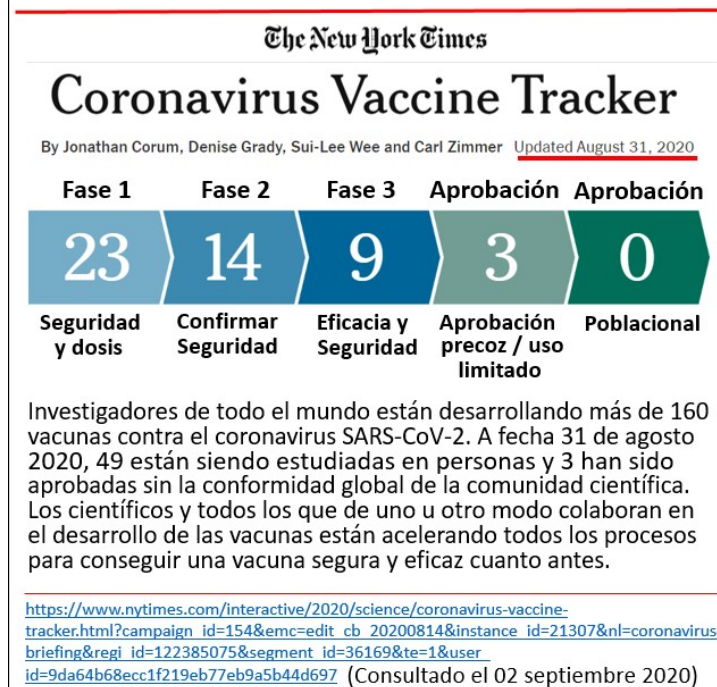 The New York Times
Coronavirus Vaccine Tracker
By Jonathan Corum, Denise Grady, Sui-Lee Wee and Carl Zimmer Updated August 31, 2020
Fase 1 Fase 2 Fase 3 Aprobación Aprobación
23 14 9 3 0
Seguridad y dosis
Confirmar Seguridad
Eficacia y Seguridad
Aprobación precoz / uso limitado
Poblacional
Investigadores de todo el mundo están desarrollando más de 160
vacunas contra el coronavirus SARS-CoV-2. A fecha 31 de agosto
2020, 49 están siendo estudiadas en personas y 3 han sido
aprobadas sin la conformidad global de la comunidad científica.
Los científicos y todos los que de uno u otro modo colaboran en
el desarrollo de las vacunas están acelerando todos los procesos
para conseguir una vacuna segura y eficaz cuanto antes.
https://www.nytimes.com/interactive/2020/science/coronavirus-vaccine-
tracker.html?campaign_id=154&emc=edit_cb_20200814&instance_id=21307&nl=coronavirus
briefing&regi_id=122385075&segment_id=36169&te=1&user_
id=9da64b68ecc1f219eb77eb9a5b44d697 (Consultado el 02 septiembre 2020)